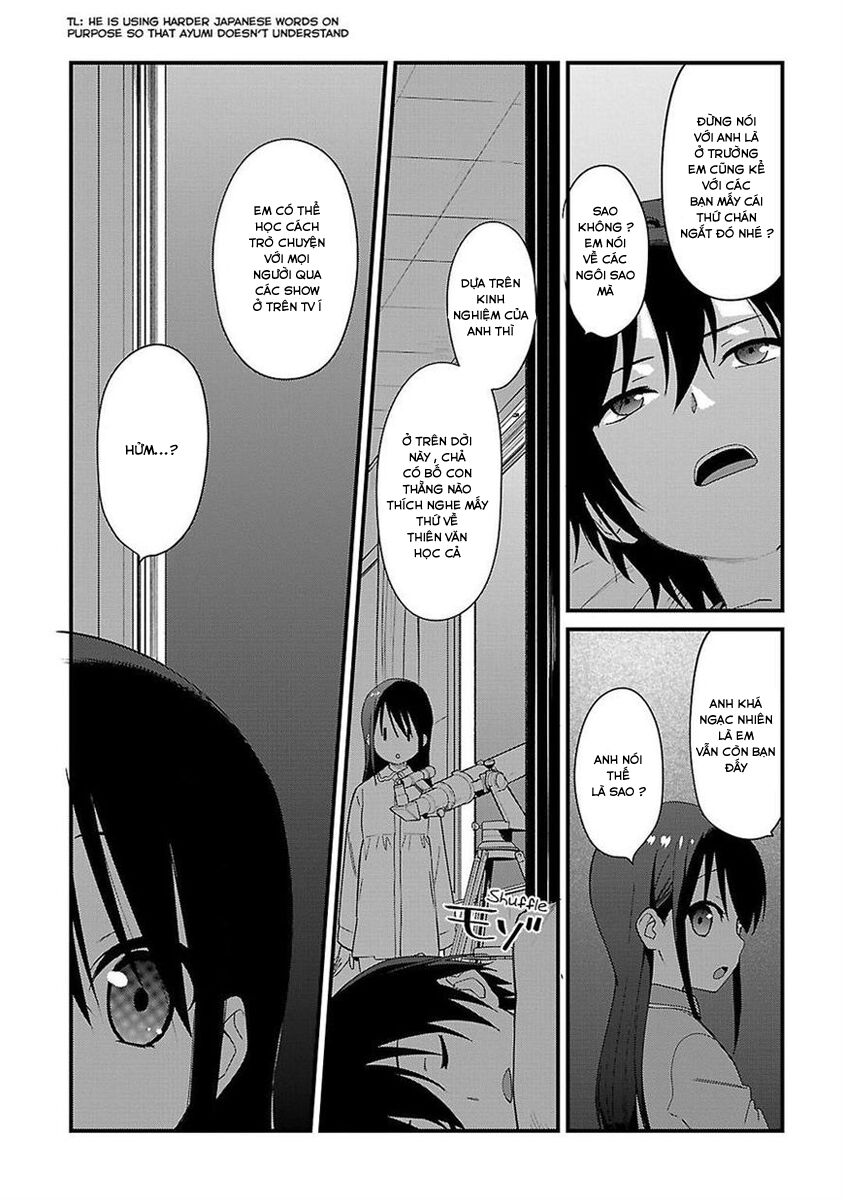 TL: HE IS USING HARDER JAPANESE WORDS ON
PURPOSE SO THAT AYUMI DOESN'T UNDERSTAND
ĐỪNG NÓI
VỚI ANH LÀ
Ở TRƯỜNG
EM CŨNG KỂ
VỚI CÁC
BẠN MẤY CÁI
THỨ CHÁN
NGẮT ĐÓ NHÉ ?
SAO
KHÔNG ?
EM NÓI
VỀ CÁC
NGÔI SAO
MÀ
ANH KHÁ
NGẠC NHIÊN
LÀ EM
VẪN CÒN BẠN
ĐẤY
ANH NÓI
THẾ
LÀ SAO ?
DỰA TRÊN
KINH
NGHIỆM CỦA
ANH THÌ
Ở TRÊN DỜI
NÀY , CHẢ
CÓ BỐ CON
THẰNG NÀO
THÍCH NGHE MẤY
THỨ VỀ
THIÊN VĂN
HỌC CẢ
Shuffle
モゾ"
EM CÓ THỂ
HỌC CÁCH
TRÒ CHUYỆN
VỚI MỌI
NGƯỜI QUA
CÁC SHOW
Ở TRÊN TV Í
HỬM...?